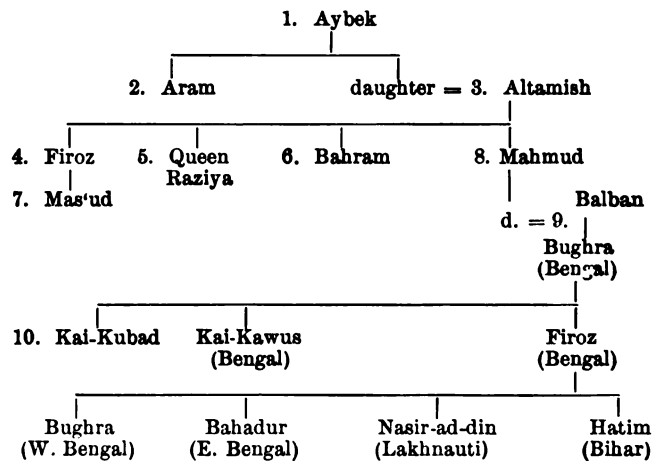 1. Aybek
2. Aram daughter = 3. Altamish
4. Firoz 5. Queen 6. Bahram 8. Mahmud
Raziya
7. Mas‘ud Balban
d. = 9.
Bughra
(Bengal)
10. Kai-Kubad Kai-Kawus Firoz
(Bengal) (Bengal)
Bughra Bahadur Nasir-ad-din Hatim
(W. Bengal) (E. Bengal) (Lakhnauti) (Bihar)